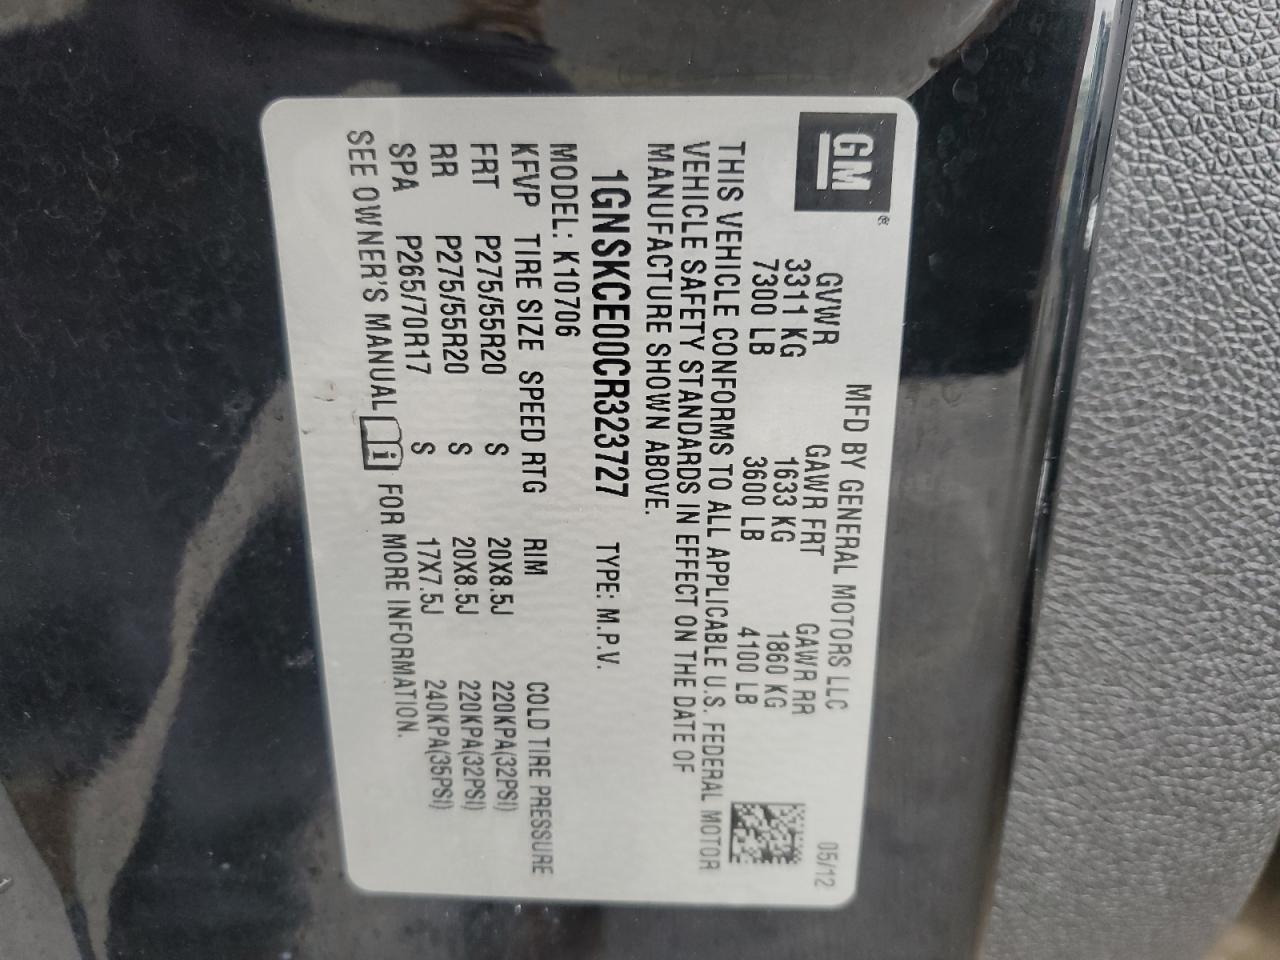 GM®
MFD BY GENERAL MOTORS LLC 05/12
GVWR GAWR FRT GAWR RR
3311 KG 1633 KG 1860 KG
7300 LB 3600 LB 4100 LB
THIS VEHICLE CONFORMS TO ALL APPLICABLE U.S. FEDERAL MOTOR
VEHICLE SAFETY STANDARDS IN EFFECT ON THE DATE OF
MANUFACTURE SHOWN ABOVE.
1GNSKCE00CR323727 TYPE: M.P.V.
MODEL: K10706
KFVP TIRE SIZE SPEED RTG RIM COLD TIRE PRESSURE
FRT P275/55R20 S 20X8.5J 220KPA(32PSI)
RR P275/55R20 S 20X8.5J 220KPA(32PSI)
SPA P265/70R17 S 17X7.5J 240KPA(35PSI)
SEE OWNER'S MANUAL i FOR MORE INFORMATION.